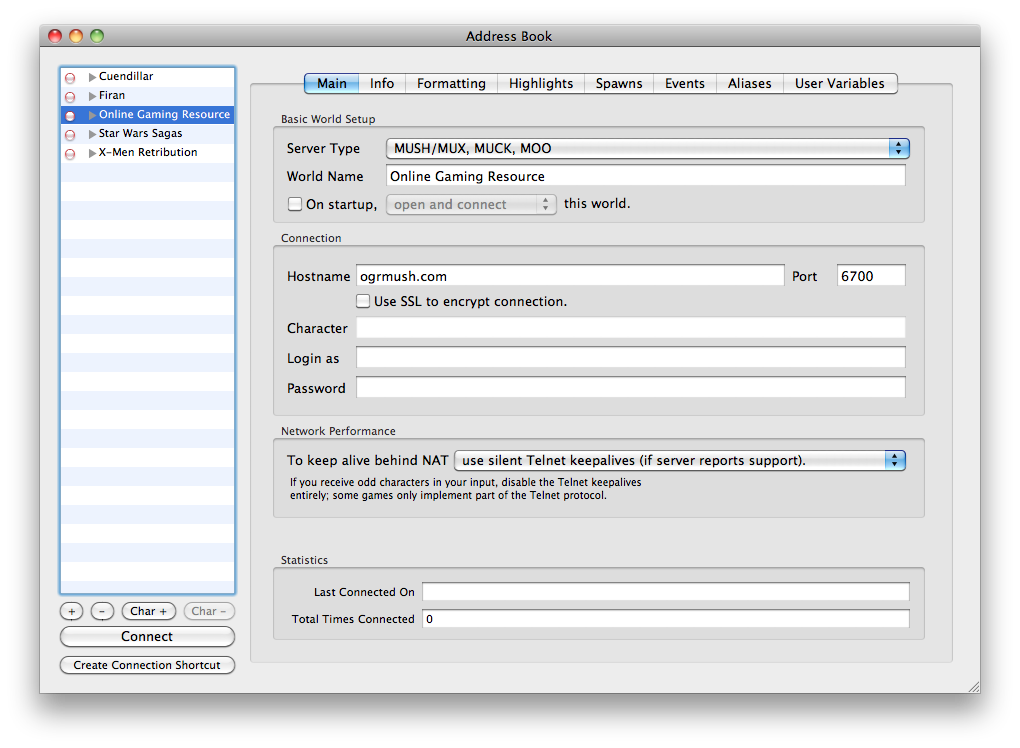 Address Book
Cuendillar
Firan
Online Gaming Resource
Star Wars Sagas
X-Men Retribution
+ - Char + Char -
Connect
Create Connection Shortcut
Main Info Formatting Highlights Spawns Events Aliases User Variables
Basic World Setup
Server Type MUSH/MUX, MUCK, MOO
World Name Online Gaming Resource
On startup, open and connect this world.
Connection
Hostname ogrmush.com Port 6700
Use SSL to encrypt connection.
Character
Login as
Password
Network Performance
To keep alive behind NAT use silent Telnet keepalives (if server reports support).
If you receive odd characters in your input, disable the Telnet keepalives
entirely; some games only implement part of the Telnet protocol.
Statistics
Last Connected On
Total Times Connected 0